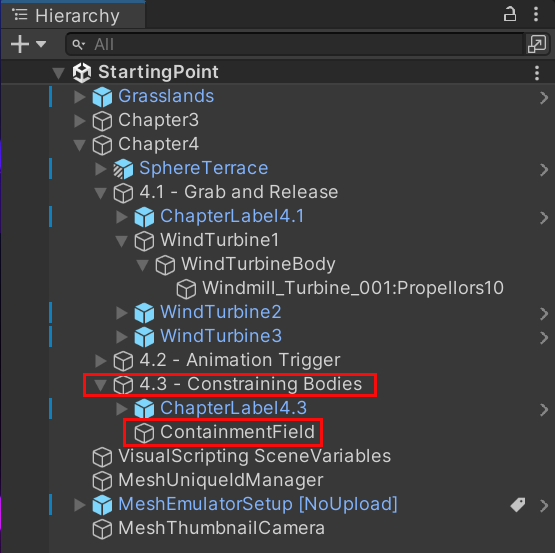 Hierarchy
All
StartingPoint
Grasslands
Chapter3
Chapter4
SphereTerrace
4.1 - Grab and Release
ChapterLabel4.1
WindTurbine1
WindTurbineBody
Windmill_Turbine_001:Propellors10
WindTurbine2
WindTurbine3
4.2 - Animation Trigger
4.3 - Constraining Bodies
ChapterLabel4.3
ContainmentField
VisualScripting SceneVariables
MeshUniqueIdManager
MeshEmulatorSetup [NoUpload]
MeshThumbnailCamera